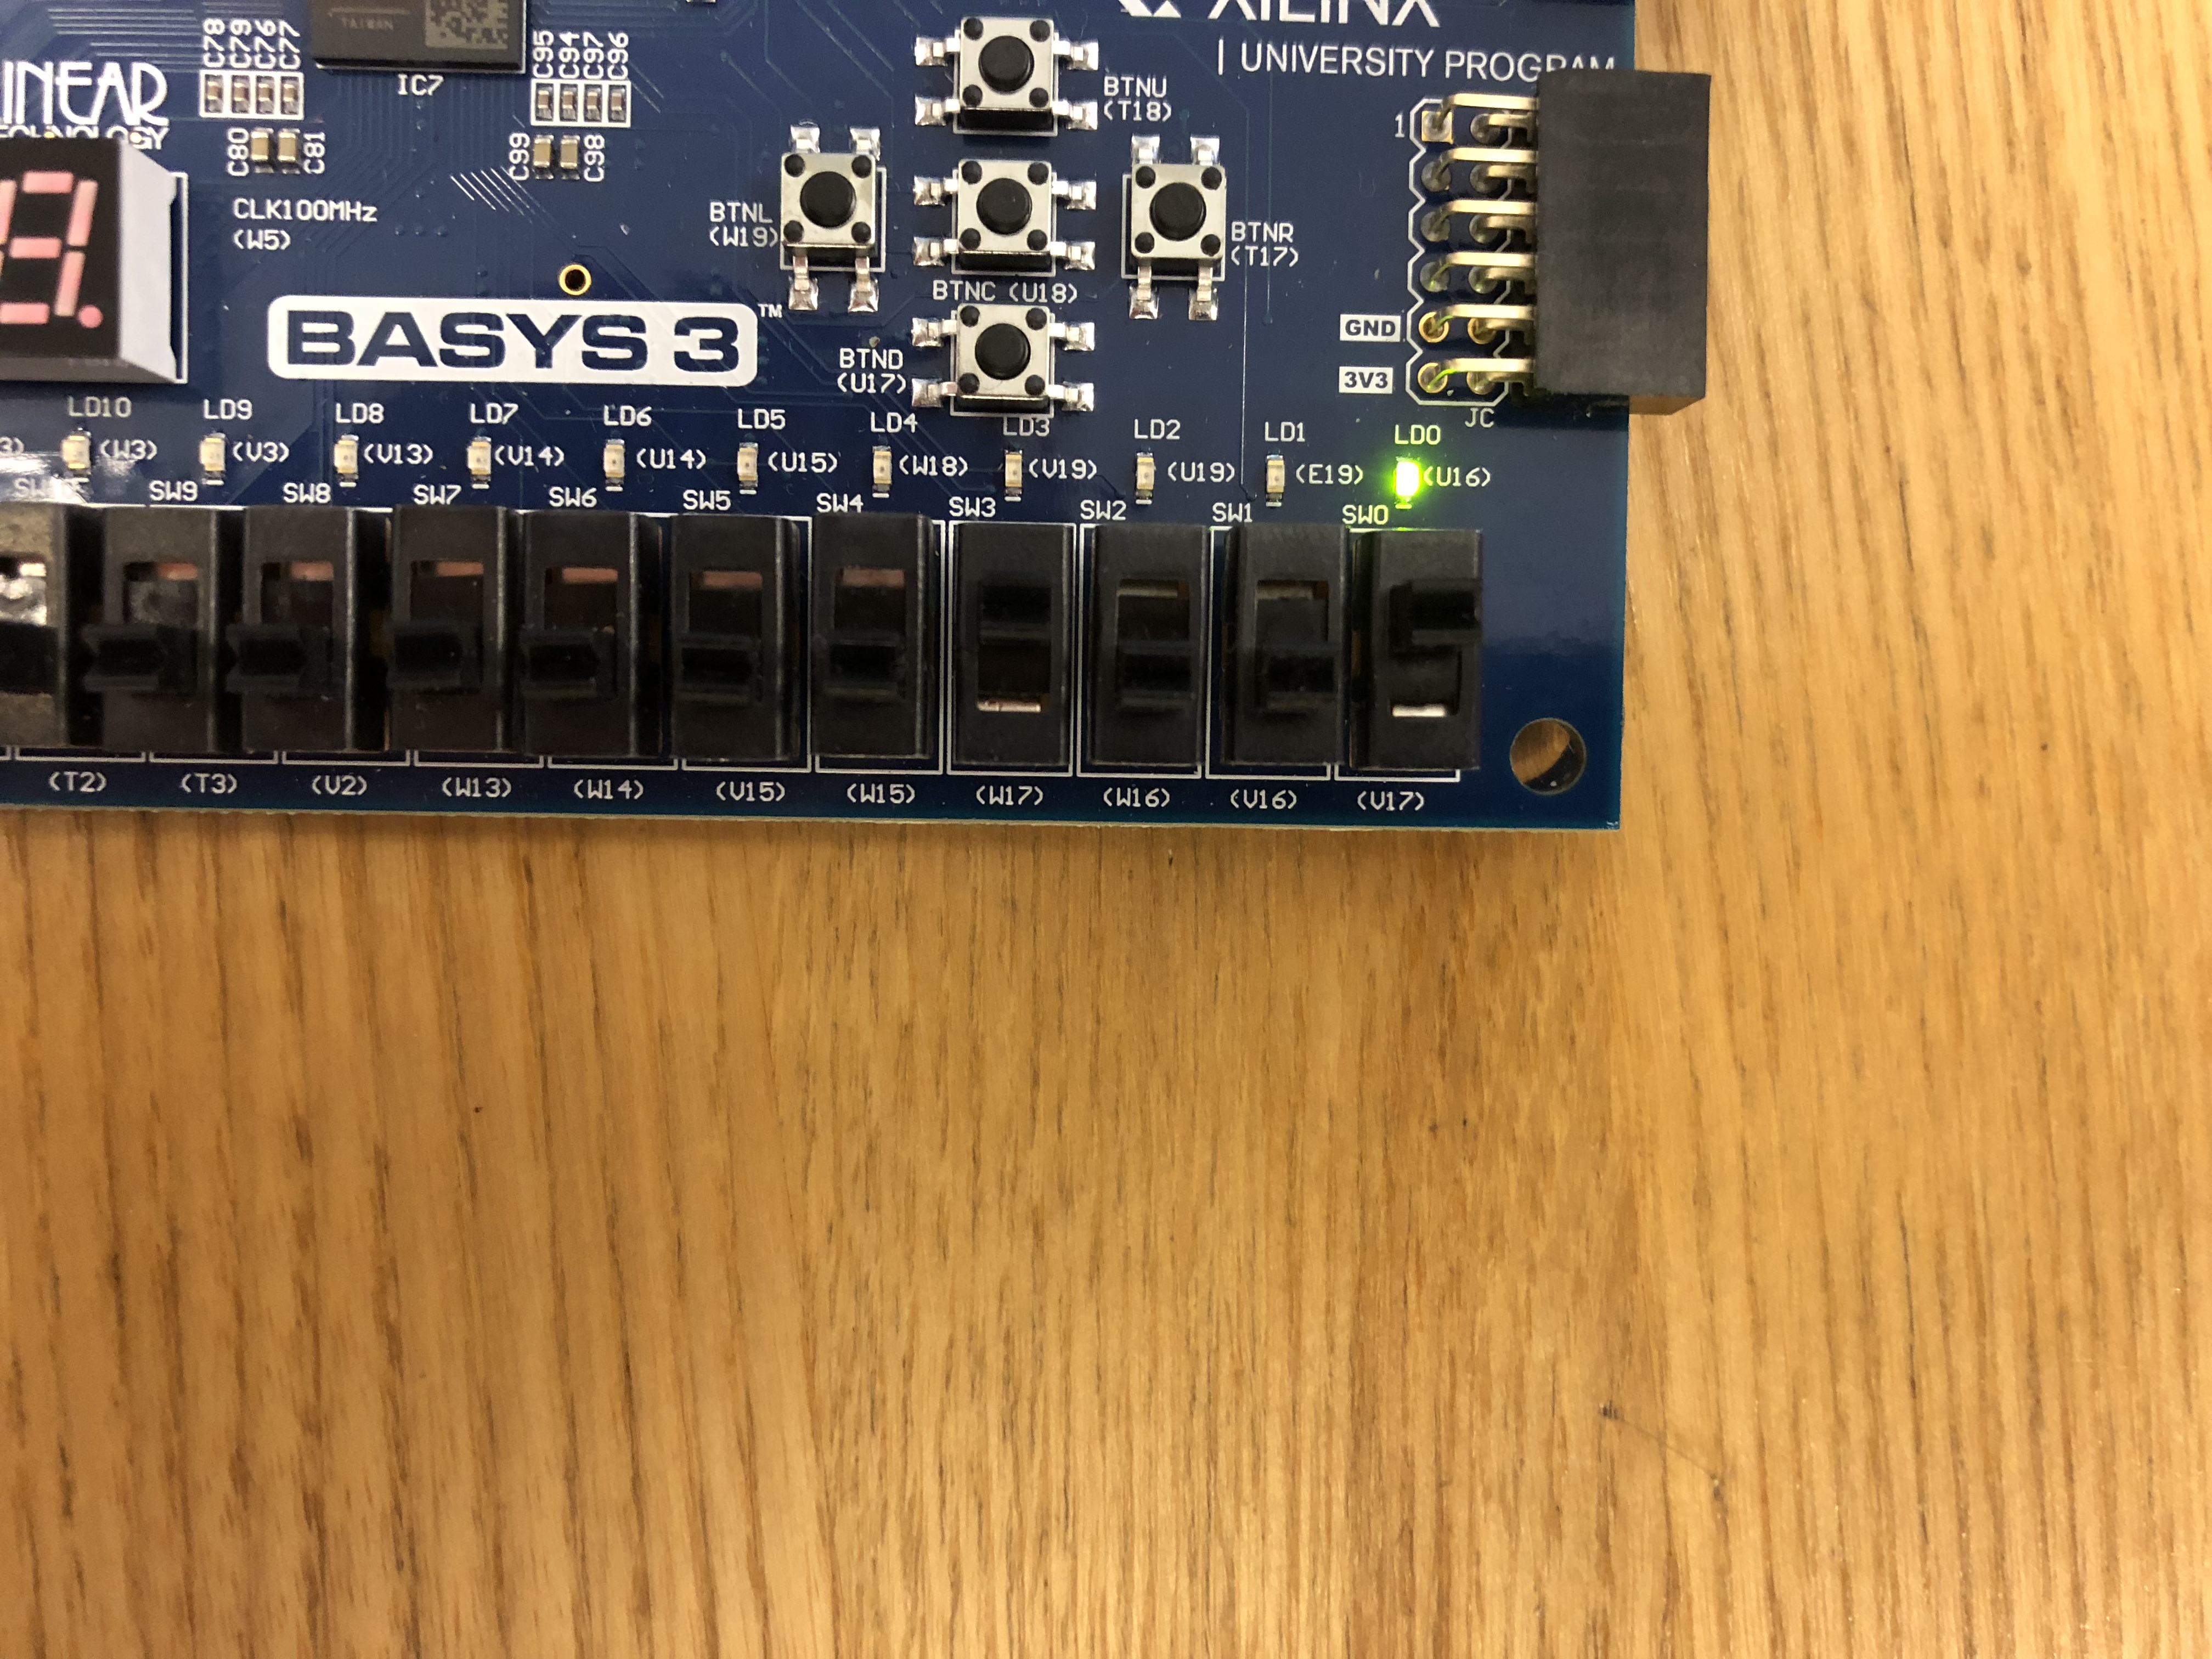 LINEAR
TECHNOLOGY
C78
C79
C76
C77
C80
C81
CLK100MHz
(W5)
IC7
C99
C98
C95
C94
C97
C96
BASYS 3
TM
BTNL
(W19)
BTND
(U17)
BTNC (U18)
BTNU
(T18)
BTNR
(T17)
XILINX
UNIVERSITY PROGRAM
LD10
(W3)
LD9
(V3)
LD8
(V13)
LD7
(V14)
LD6
(U14)
LD5
(U15)
LD4
(W18)
LD3
(V19)
LD2
(U19)
LD1
(E19)
LD0
(U16)
SW9
SW8
SW7
SW6
SW5
SW4
SW3
SW2
SW1
SW0
(T2)
(T3)
(V2)
(W13)
(W14)
(V15)
(W15)
(W17)
(W16)
(V16)
(V17)
3V3
GND
1
JC